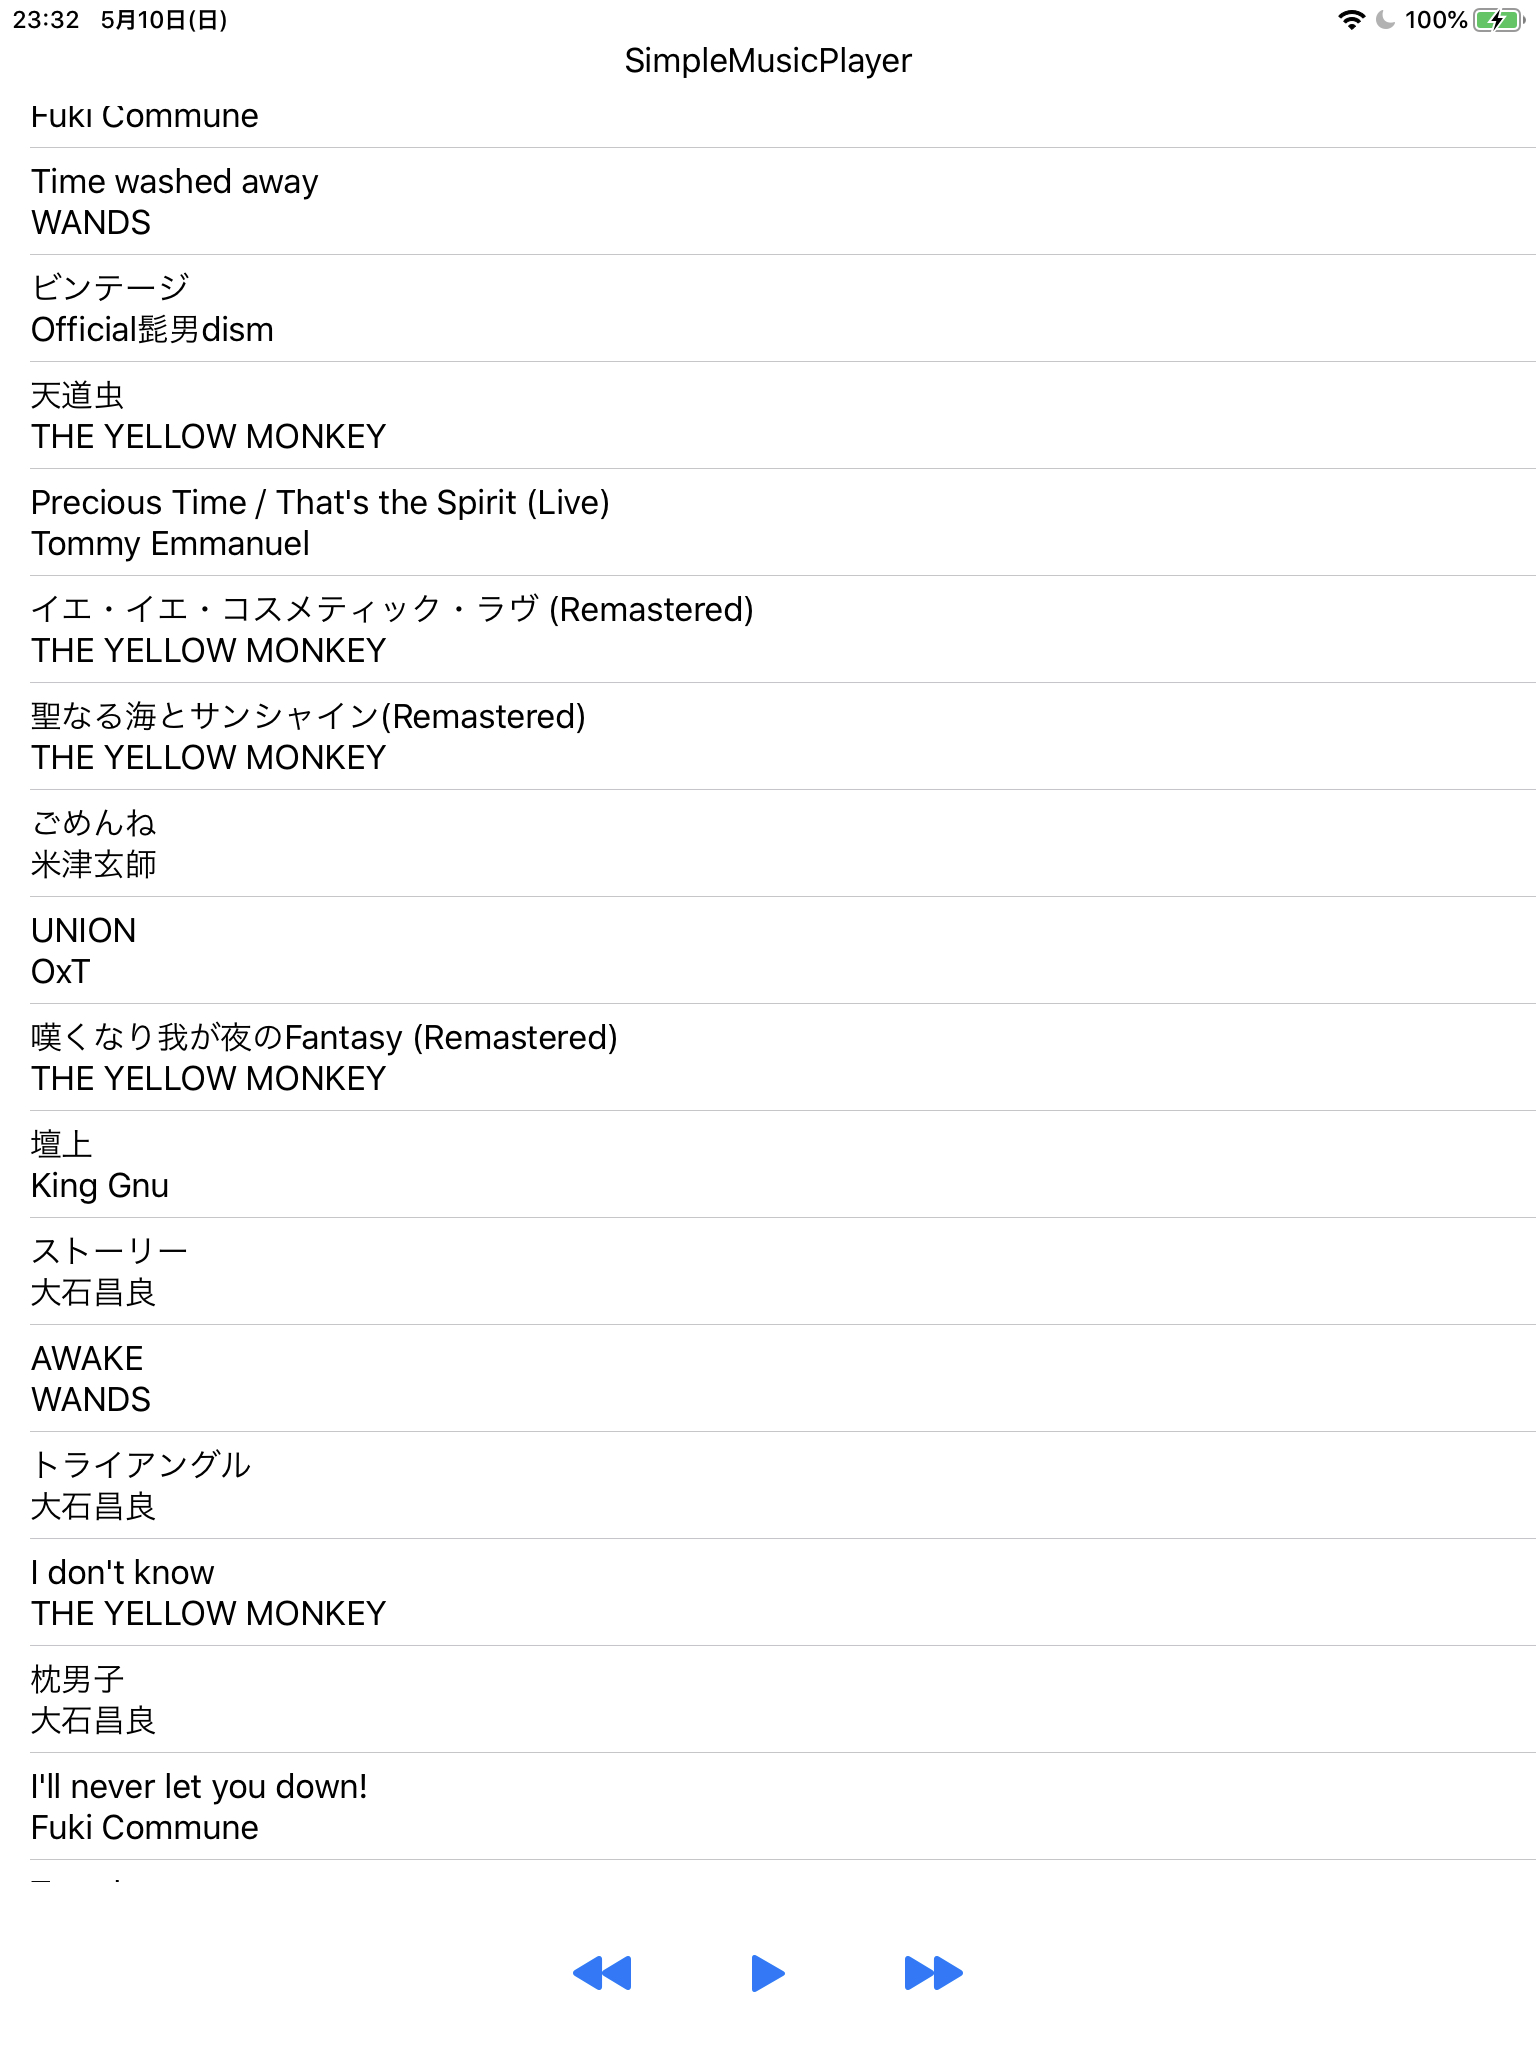 23:32 5月10日(日) 100%
SimpleMusicPlayer
Fuki Commune
Time washed away
WANDS
ビンテージ
Official髭男dism
天道虫
THE YELLOW MONKEY
Precious Time / That's the Spirit (Live)
Tommy Emmanuel
イエ・イエ・コスメティック・ラヴ (Remastered)
THE YELLOW MONKEY
聖なる海とサンシャイン(Remastered)
THE YELLOW MONKEY
ごめんね
米津玄師
UNION
OxT
嘆くなり我が夜のFantasy (Remastered)
THE YELLOW MONKEY
壇上
King Gnu
ストーリー
大石昌良
AWAKE
WANDS
トライアングル
大石昌良
I don't know
THE YELLOW MONKEY
枕男子
大石昌良
I'll never let you down!
Fuki Commune